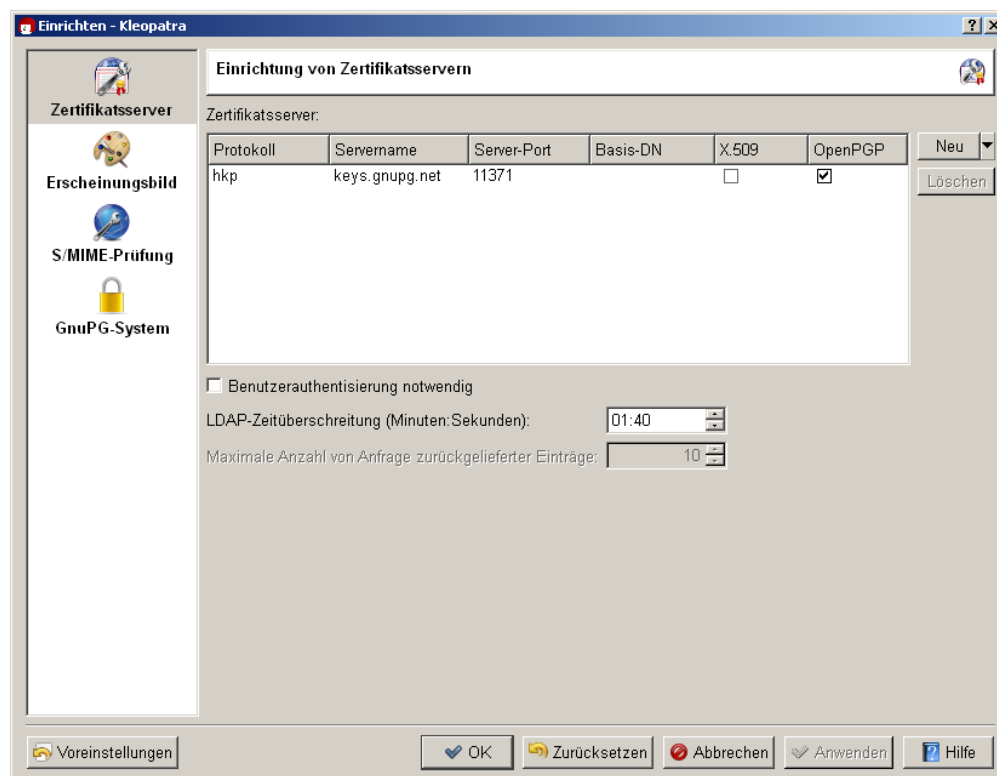 Einrichten - Kleopatra
Zertifikatsserver
Erscheinungsbild
S/MIME-Prüfung
GnuPG-System
Einrichtung von Zertifikatsservern
Zertifikatsserver:
Protokoll Servername Server-Port Basis-DN X.509 OpenPGP
hkp keys.gnupg.net 11371
Neu
Löschen
Benutzerauthentisierung notwendig
LDAP-Zeitüberschreitung (Minuten:Sekunden): 01:40
Maximale Anzahl von Anfrage zurückgelieferter Einträge: 10
Voreinstellungen OK Zurücksetzen Abbrechen Anwenden Hilfe